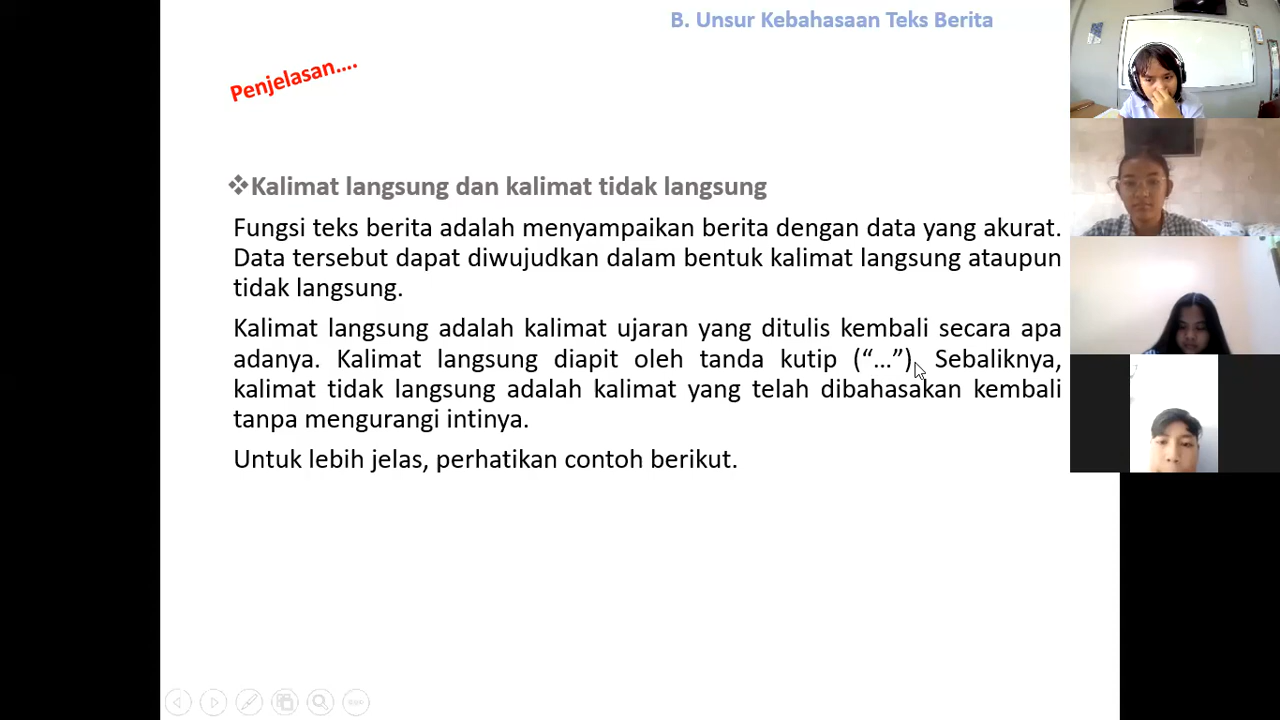 B. Unsur Kebahasaan Teks Berita
Penjelasan....
❖Kalimat langsung dan kalimat tidak langsung
Fungsi teks berita adalah menyampaikan berita dengan data yang akurat.
Data tersebut dapat diwujudkan dalam bentuk kalimat langsung ataupun
tidak langsung.
Kalimat langsung adalah kalimat ujaran yang ditulis kembali secara apa
adanya. Kalimat langsung diapit oleh tanda kutip (“...”). Sebaliknya,
kalimat tidak langsung adalah kalimat yang telah dibahasakan kembali
tanpa mengurangi intinya.
Untuk lebih jelas, perhatikan contoh berikut.